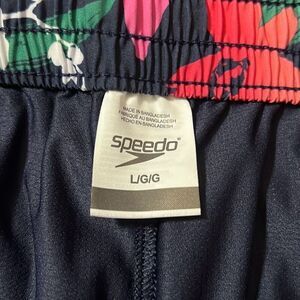 MADE IN BANGLADESH
FABRIQUÉ AU BANGLADESH
HECHO EN BANGLADESH
speedo
L/G/G